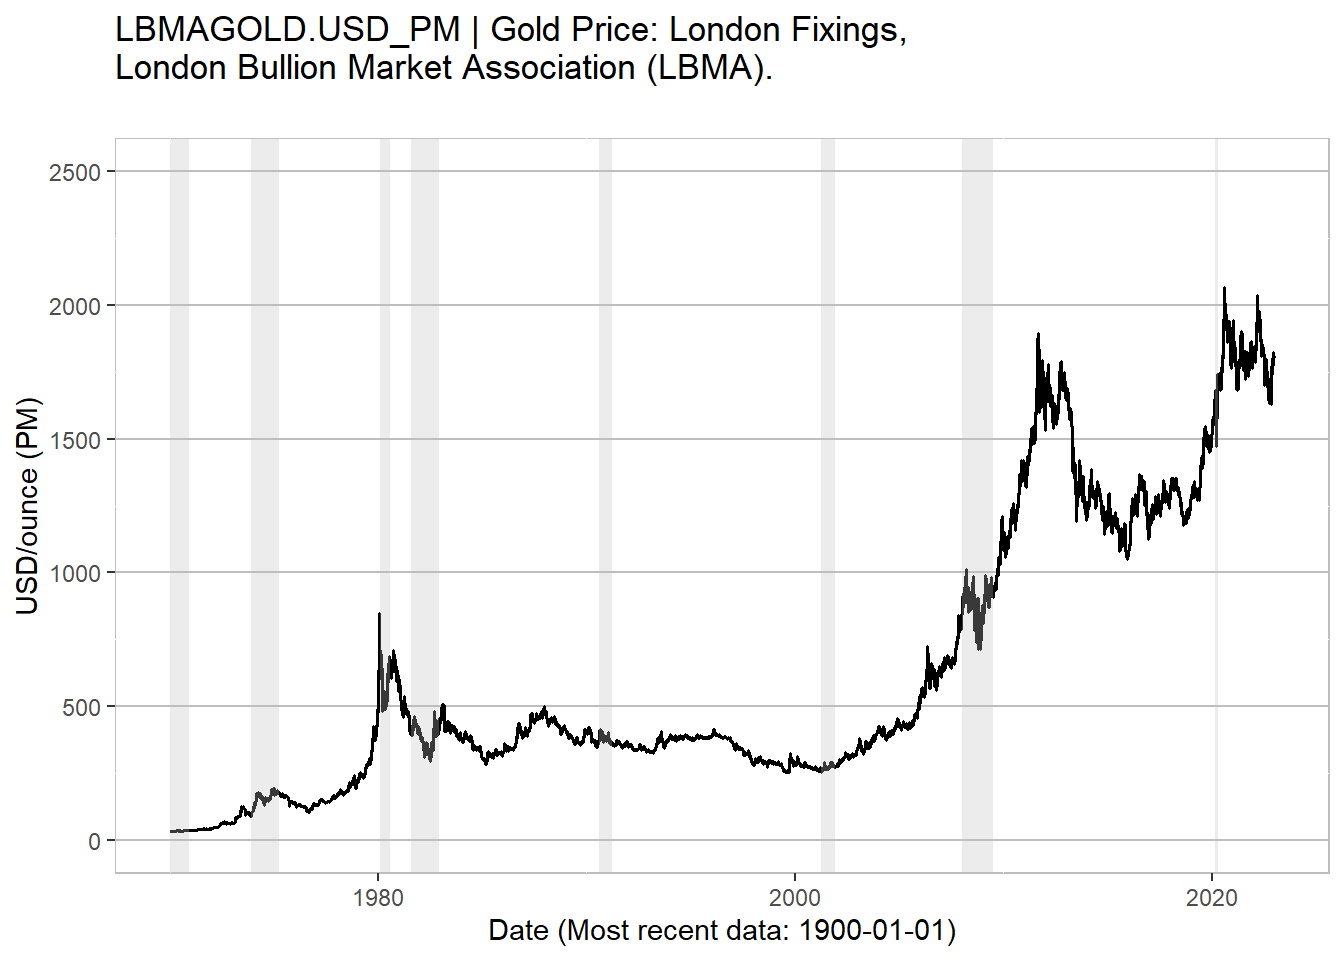 LBMAGOLD.USD_PM | Gold Price: London Fixings,
London Bullion Market Association (LBMA).
USD/ounce (PM)
2500
2000
1500
1000
500
0
1980
2000
2020
Date (Most recent data: 1900-01-01)